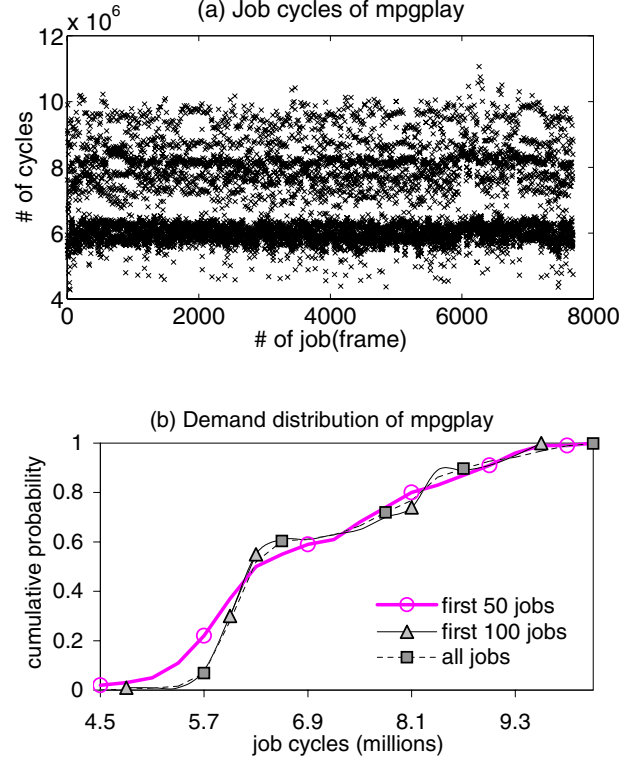 (a) Job cycles of mpgplay
x 10^6
12
10
8
6
4
# of cycles
0 2000 4000 6000 8000
# of job(frame)
(b) Demand distribution of mpgplay
1
0.8
0.6
0.4
0.2
0
cumulative probability
first 50 jobs
first 100 jobs
all jobs
4.5 5.7 6.9 8.1 9.3
job cycles (millions)